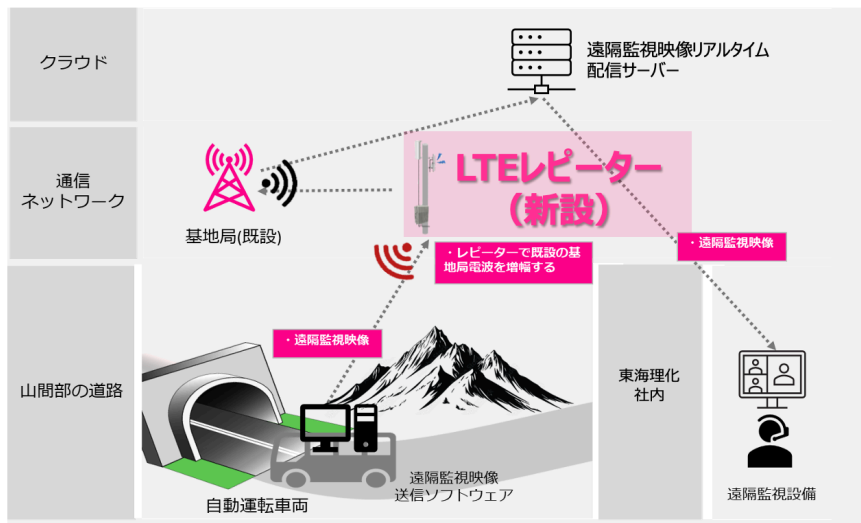 クラウド
遠隔監視映像リアルタイム
配信サーバー
通信
ネットワーク
基地局(既設)
LTEレピーター
（新設）
・レピーターで既設の基
地局電波を増幅する
・遠隔監視映像
山間部の道路
・遠隔監視映像
自動運転車両
遠隔監視映像
送信ソフトウェア
東海理化
社内
遠隔監視設備